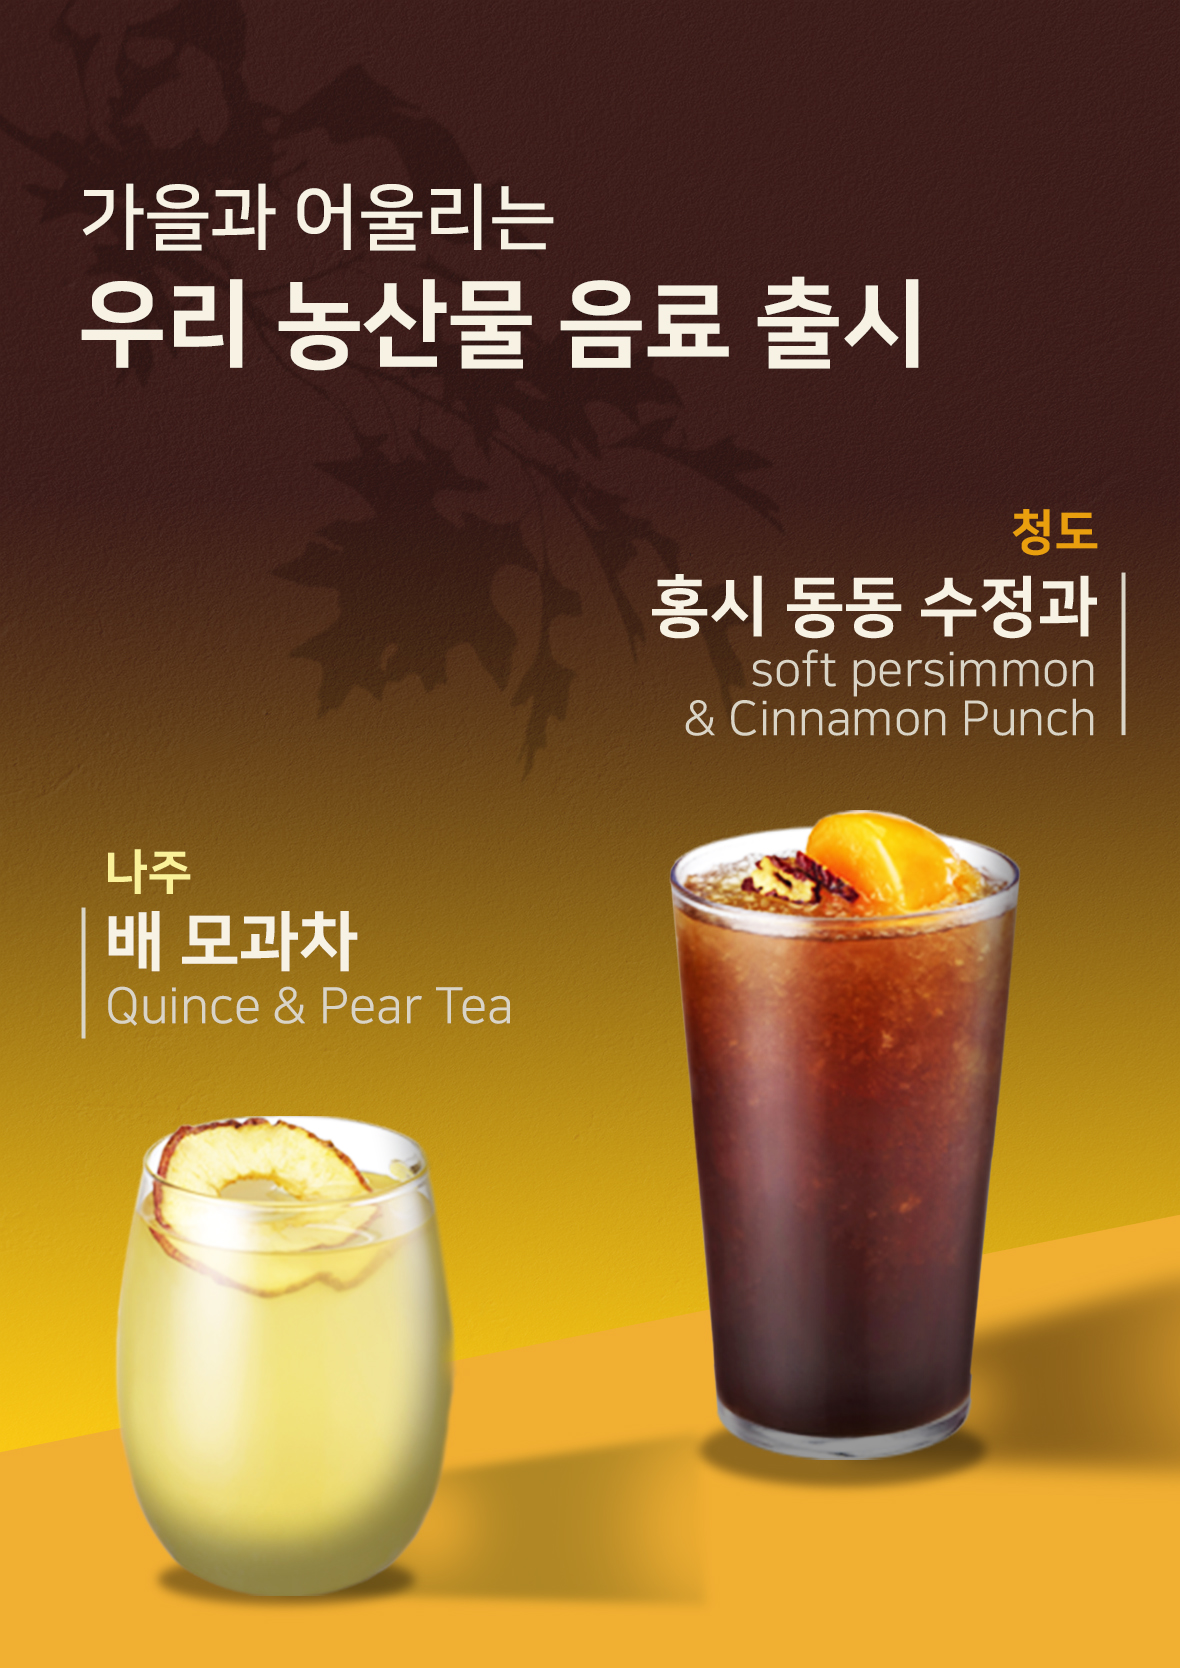 가을과 어울리는
우리 농산물 음료 출시
청도
홍시 동동 수정과
soft persimmon
& Cinnamon Punch
나주
배 모과차
Quince & Pear Tea